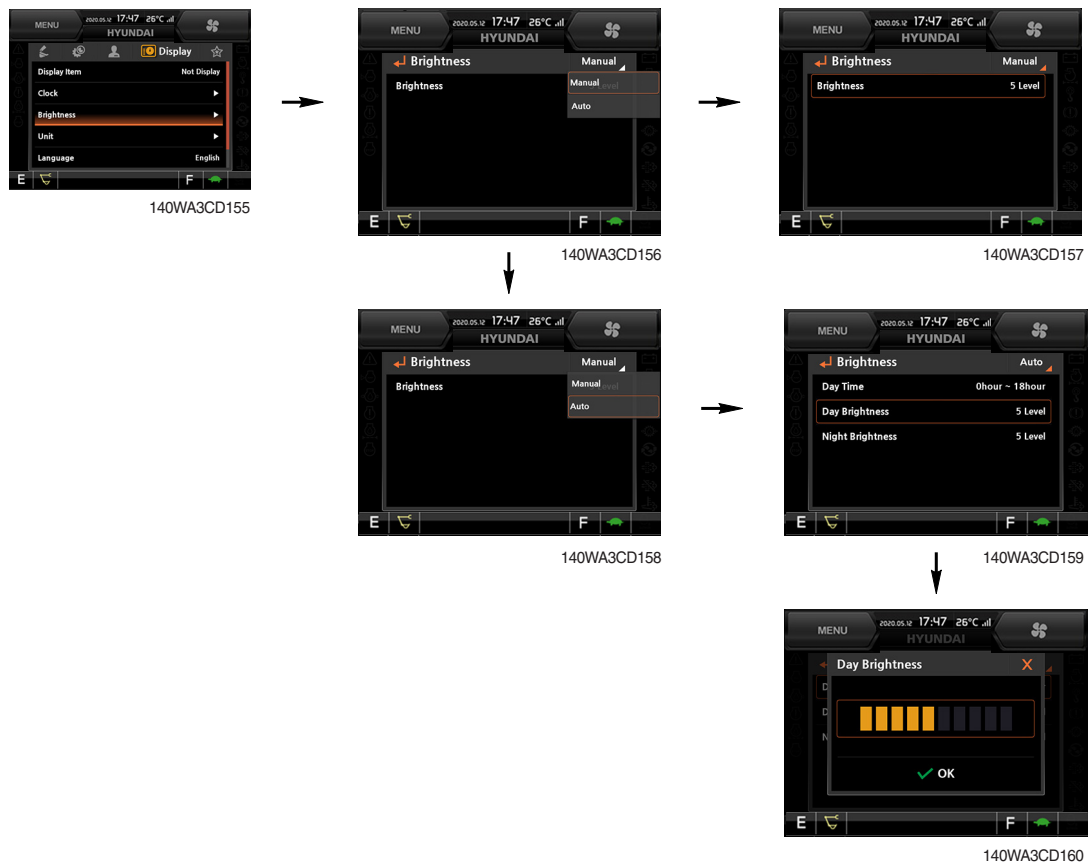 MENU 2020.05.12 17:47 26°C
HYUNDAI
Display
Display Item Not Display
Clock
Brightness
Unit
Language English
E F
140WA3CD155
MENU 2020.05.12 17:47 26°C
HYUNDAI
Brightness Manual
Brightness Manual
Auto
E F
140WA3CD156
MENU 2020.05.12 17:47 26°C
HYUNDAI
Brightness Manual
Brightness 5 Level
E F
140WA3CD157
MENU 2020.05.12 17:47 26°C
HYUNDAI
Brightness Manual
Brightness Manual
Auto
E F
140WA3CD158
MENU 2020.05.12 17:47 26°C
HYUNDAI
Brightness Auto
Day Time 0hour ~ 18hour
Day Brightness 5 Level
Night Brightness 5 Level
E F
140WA3CD159
MENU 2020.05.12 17:47 26°C
HYUNDAI
Day Brightness X
D
D
N
OK
E F
140WA3CD160